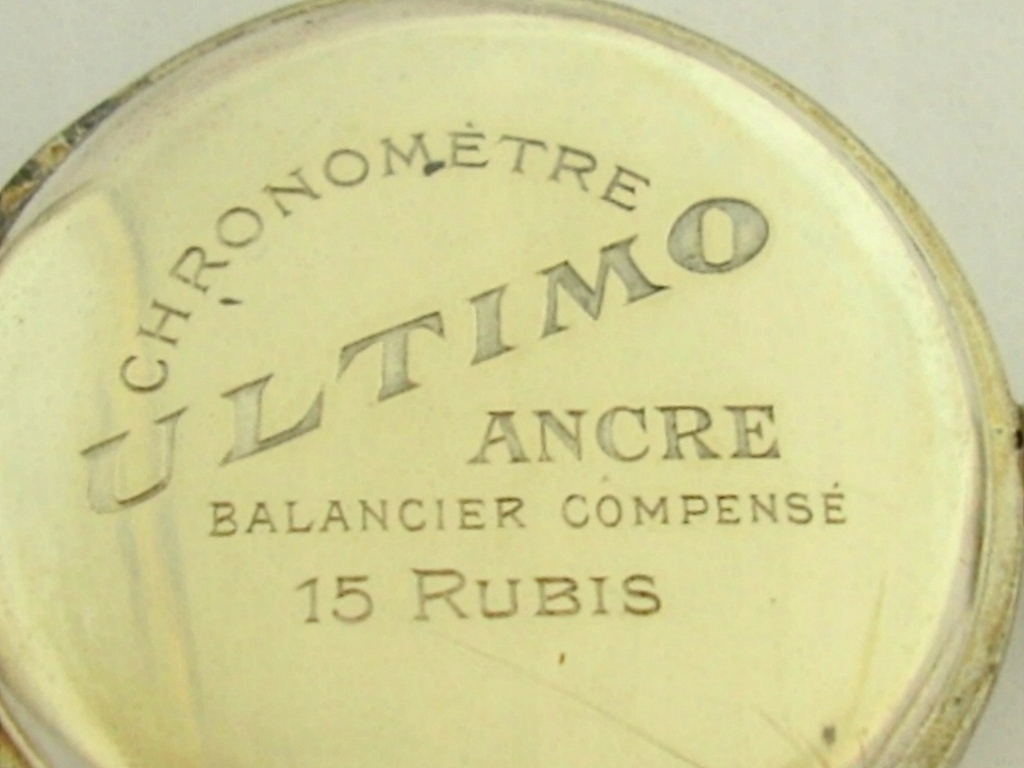 CHRONOMÈTRE
ULTIMO
ANCRE
BALANCIER COMPENSÉ
15 RUBIS